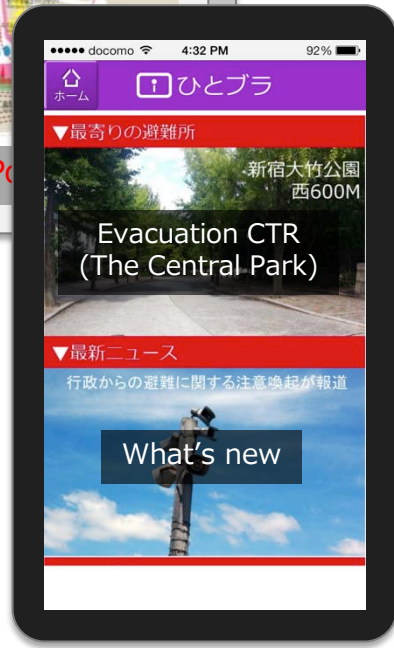 docomo 4:32 PM 92%
ホーム
ひとブラ
▼最寄りの避難所
新宿大竹公園
西600M
Evacuation CTR
(The Central Park)
▼最新ニュース
行政からの避難に関する注意喚起が報道
What's new